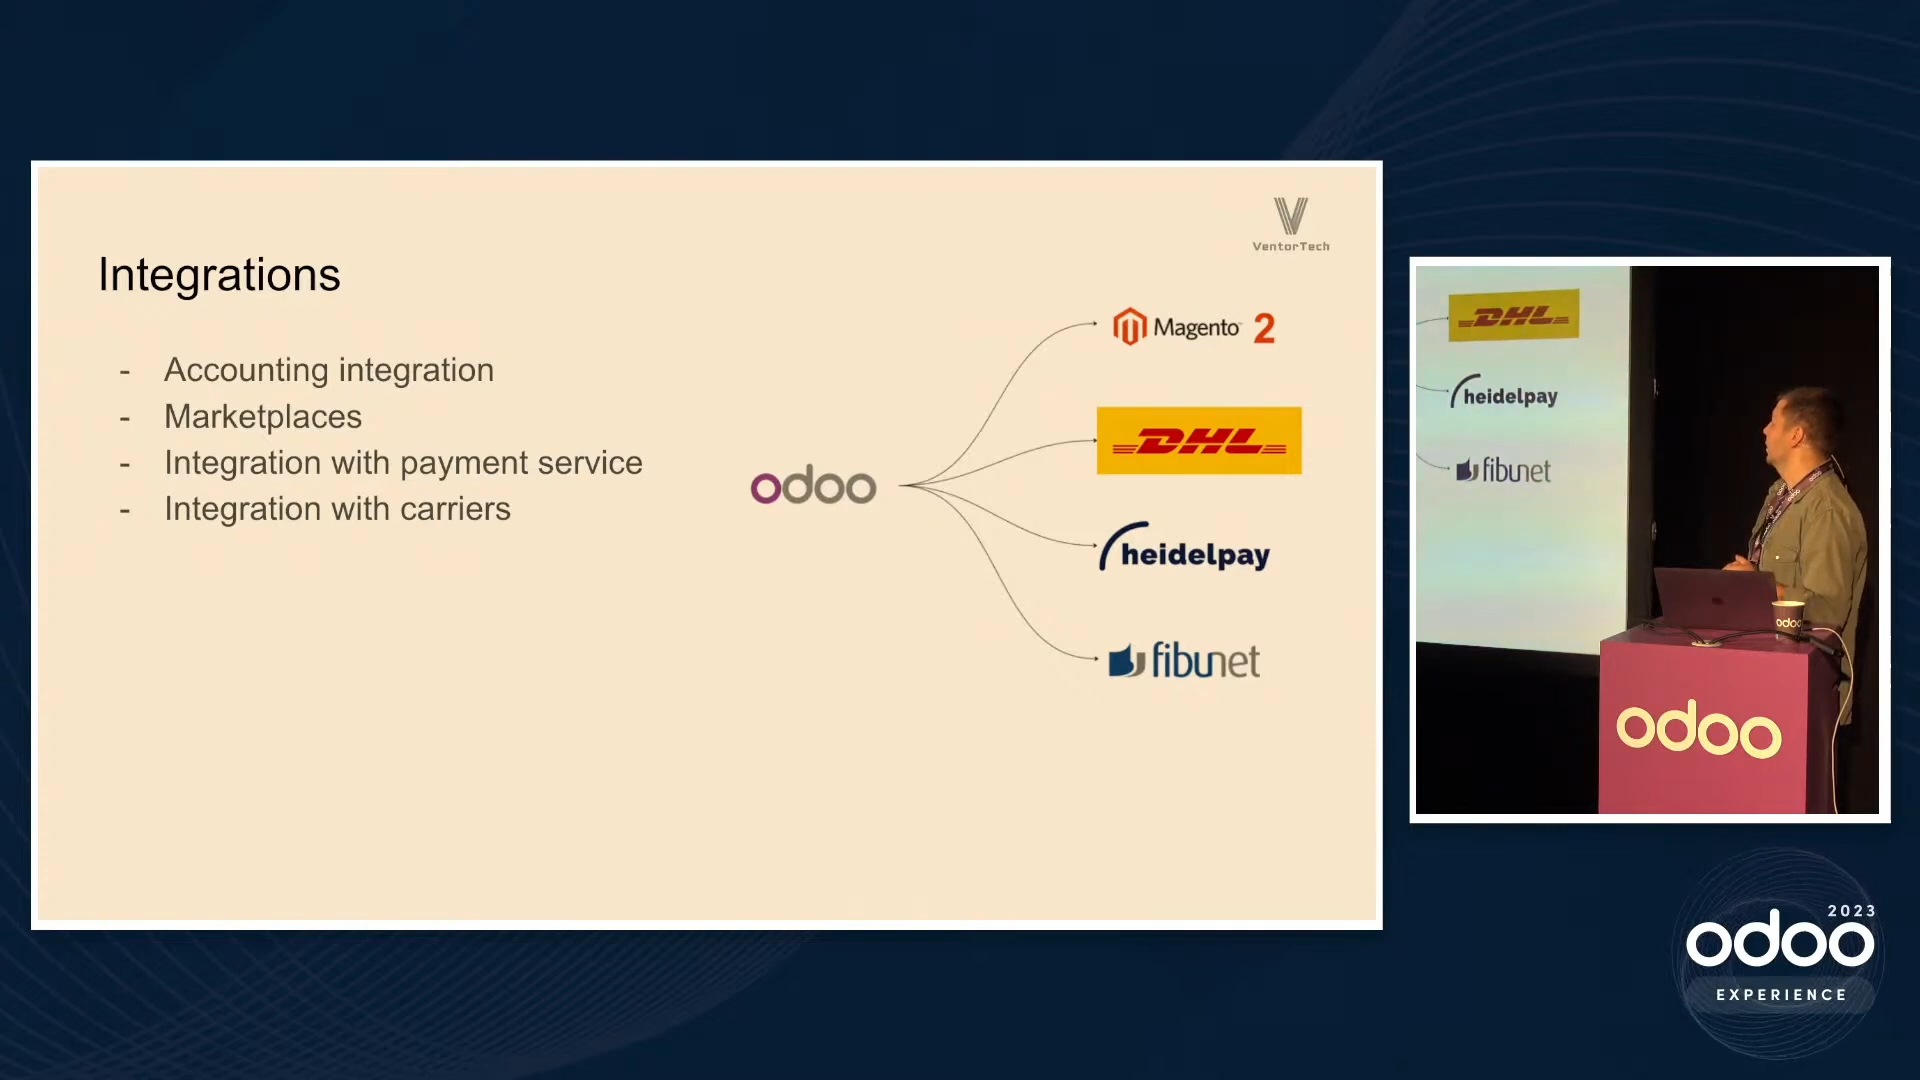 VentorTech
Integrations
- Accounting integration
- Marketplaces
- Integration with payment service
- Integration with carriers
odoo
Magento 2
DHL
heidelpay
fibunet
DHL
heidelpay
fibunet
odoo
odoo
2023
odoo
EXPERIENCE